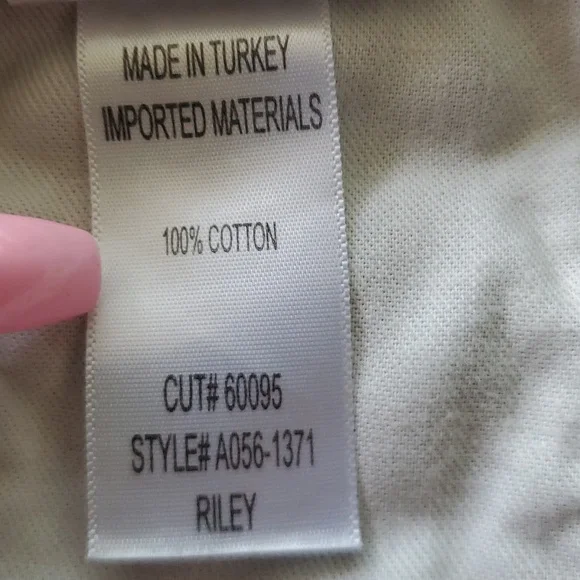 MADE IN TURKEY
IMPORTED MATERIALS
100% COTTON
CUT# 60095
STYLE# A056-1371
RILEY